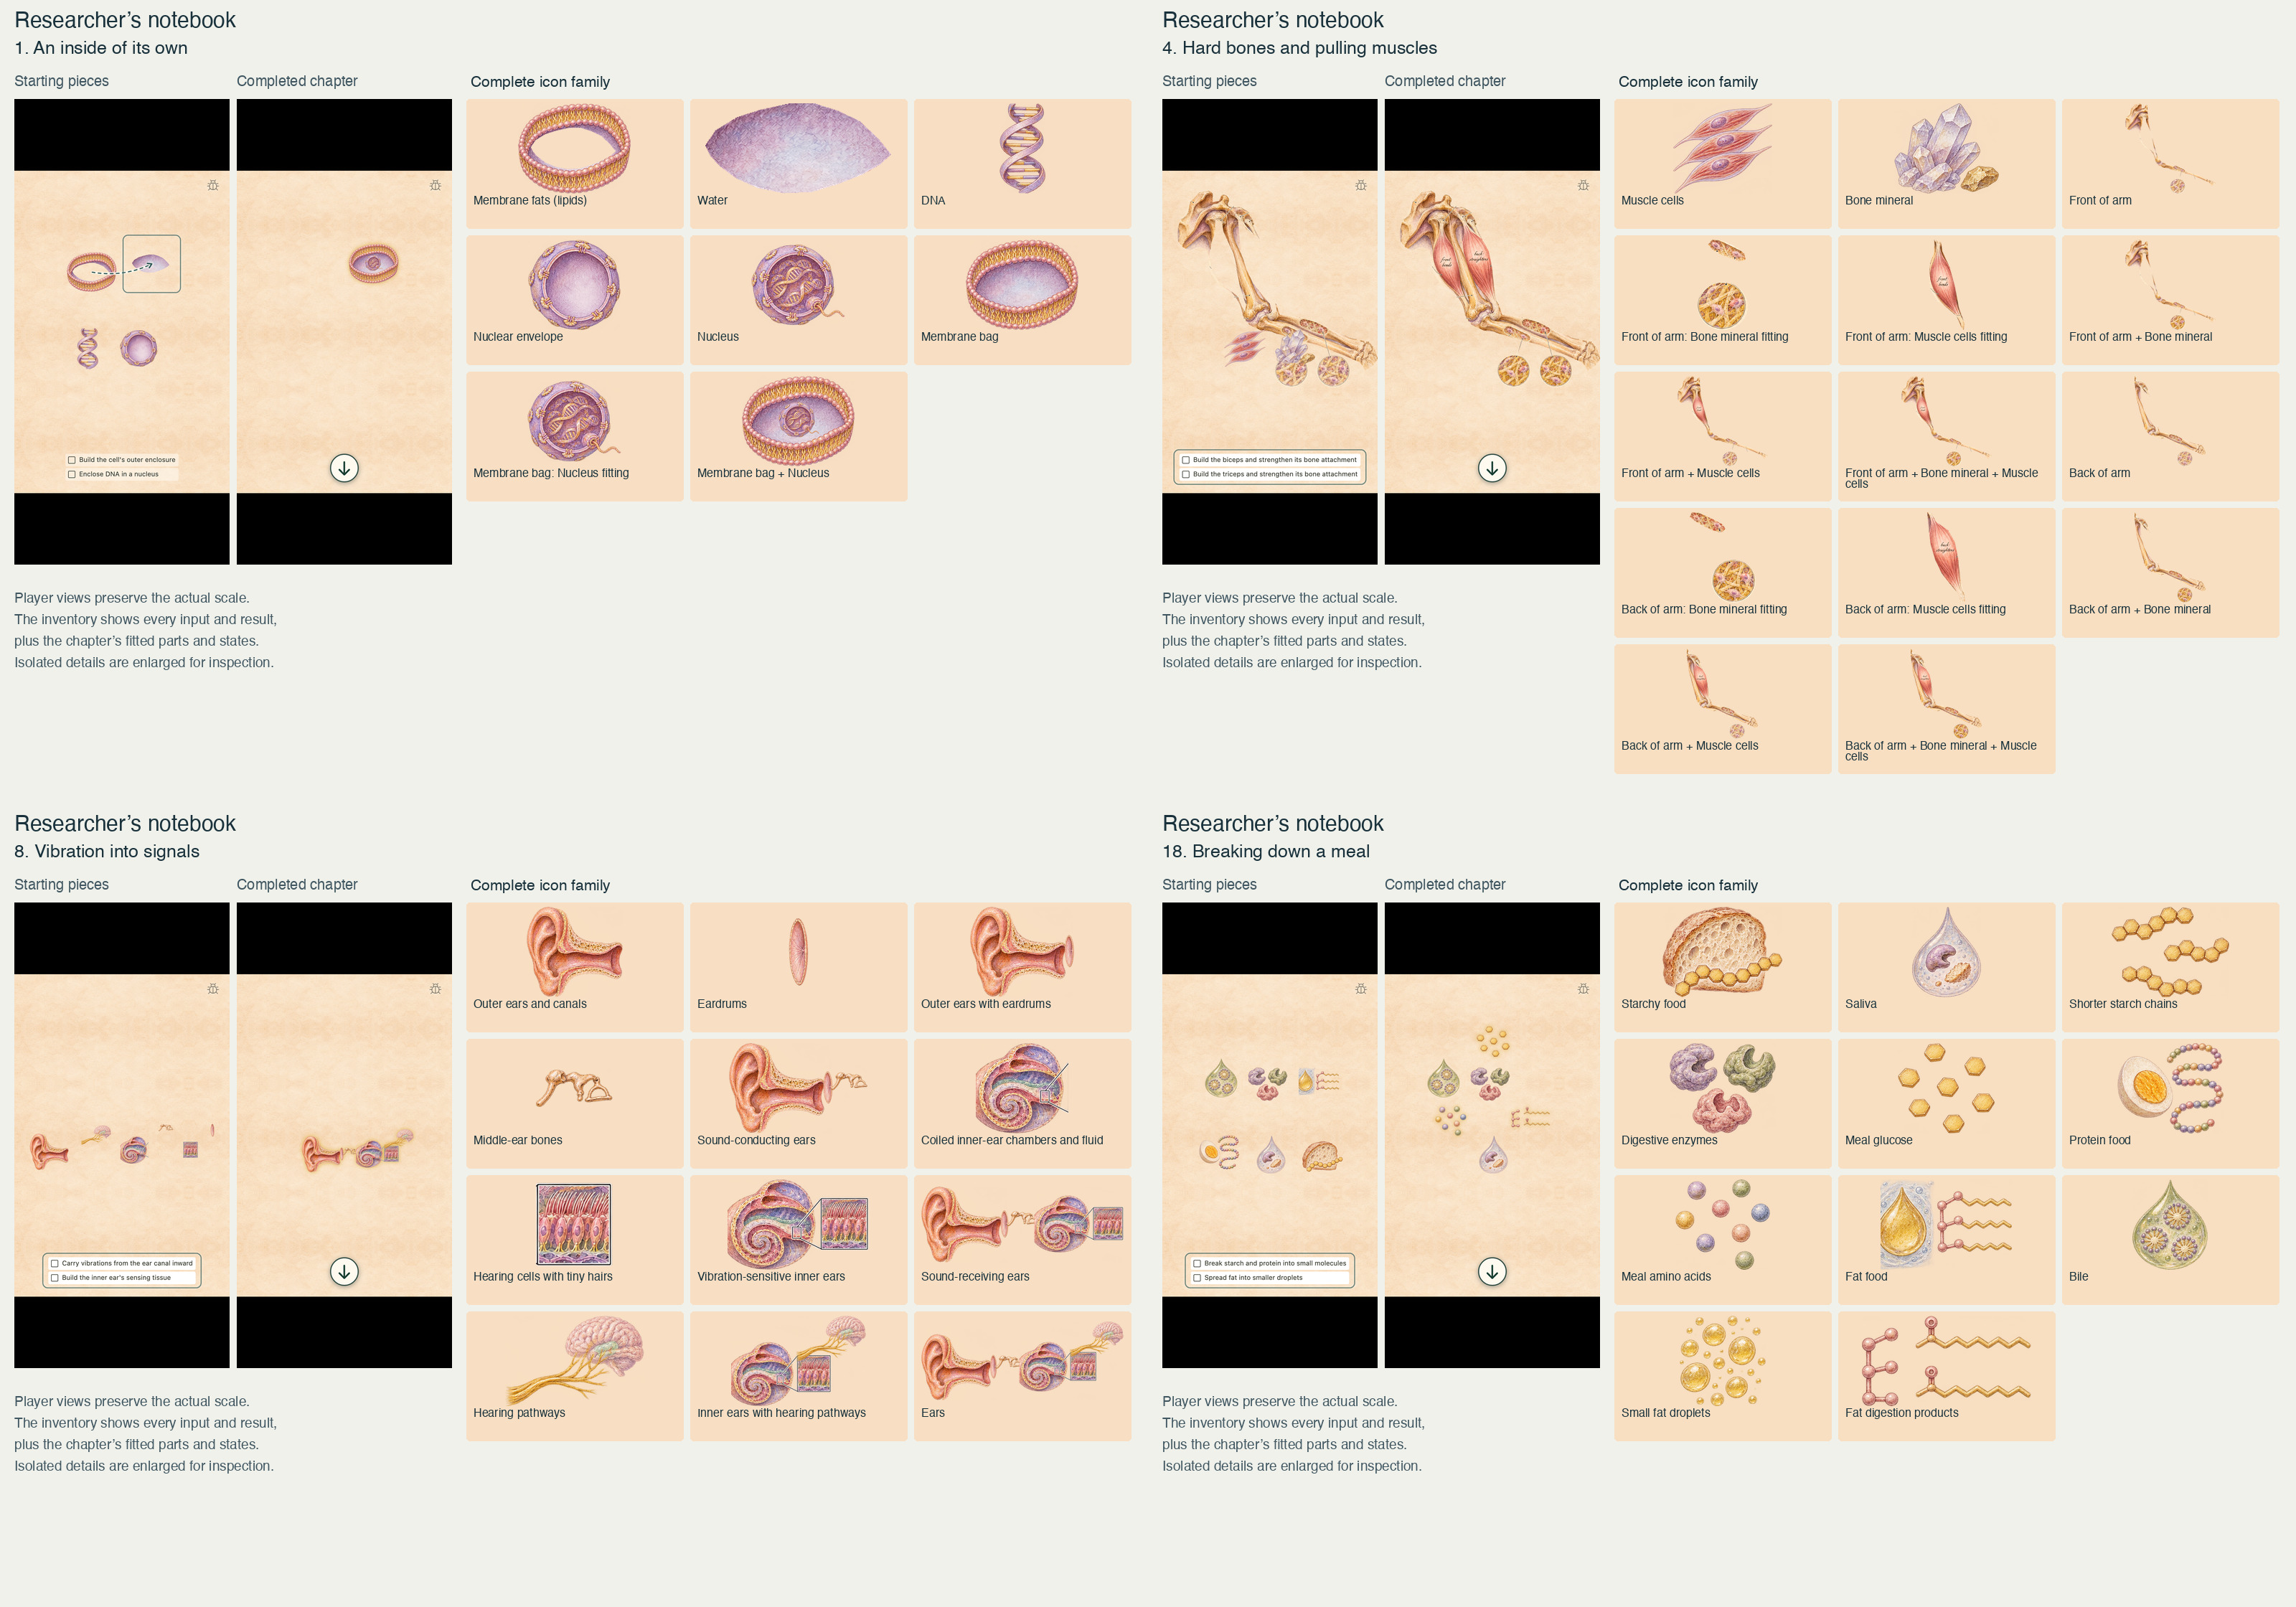 Researcher’s notebook
1. An inside of its own
Starting pieces
Completed chapter
Complete icon family
Membrane fats (lipids)
Water
DNA
Nuclear envelope
Nucleus
Membrane bag
Membrane bag: Nucleus fitting
Membrane bag + Nucleus
Build the cell's outer enclosure
Enclose DNA in a nucleus
Player views preserve the actual scale.
The inventory shows every input and result,
plus the chapter’s fitted parts and states.
Isolated details are enlarged for inspection.
Researcher’s notebook
4. Hard bones and pulling muscles
Starting pieces
Completed chapter
Complete icon family
Muscle cells
Bone mineral
Front of arm
Front of arm: Bone mineral fitting
Front of arm: Muscle cells fitting
Front of arm + Bone mineral
Front of arm + Muscle cells
Front of arm + Bone mineral + Muscle
cells
Back of arm
Back of arm: Bone mineral fitting
Back of arm: Muscle cells fitting
Back of arm + Bone mineral
Back of arm + Muscle cells
Back of arm + Bone mineral + Muscle
cells
Build the biceps and strengthen its bone attachment
Build the triceps and strengthen its bone attachment
Player views preserve the actual scale.
The inventory shows every input and result,
plus the chapter’s fitted parts and states.
Isolated details are enlarged for inspection.
Researcher’s notebook
8. Vibration into signals
Starting pieces
Completed chapter
Complete icon family
Outer ears and canals
Eardrums
Outer ears with eardrums
Middle-ear bones
Sound-conducting ears
Coiled inner-ear chambers and fluid
Hearing cells with tiny hairs
Vibration-sensitive inner ears
Sound-receiving ears
Hearing pathways
Inner ears with hearing pathways
Ears
Carry vibrations from the ear canal inward
Build the inner ear's sensing tissue
Player views preserve the actual scale.
The inventory shows every input and result,
plus the chapter’s fitted parts and states.
Isolated details are enlarged for inspection.
Researcher’s notebook
18. Breaking down a meal
Starting pieces
Completed chapter
Complete icon family
Starchy food
Saliva
Shorter starch chains
Digestive enzymes
Meal glucose
Protein food
Meal amino acids
Fat food
Bile
Small fat droplets
Fat digestion products
Break starch and protein into small molecules
Spread fat into smaller droplets
Player views preserve the actual scale.
The inventory shows every input and result,
plus the chapter’s fitted parts and states.
Isolated details are enlarged for inspection.